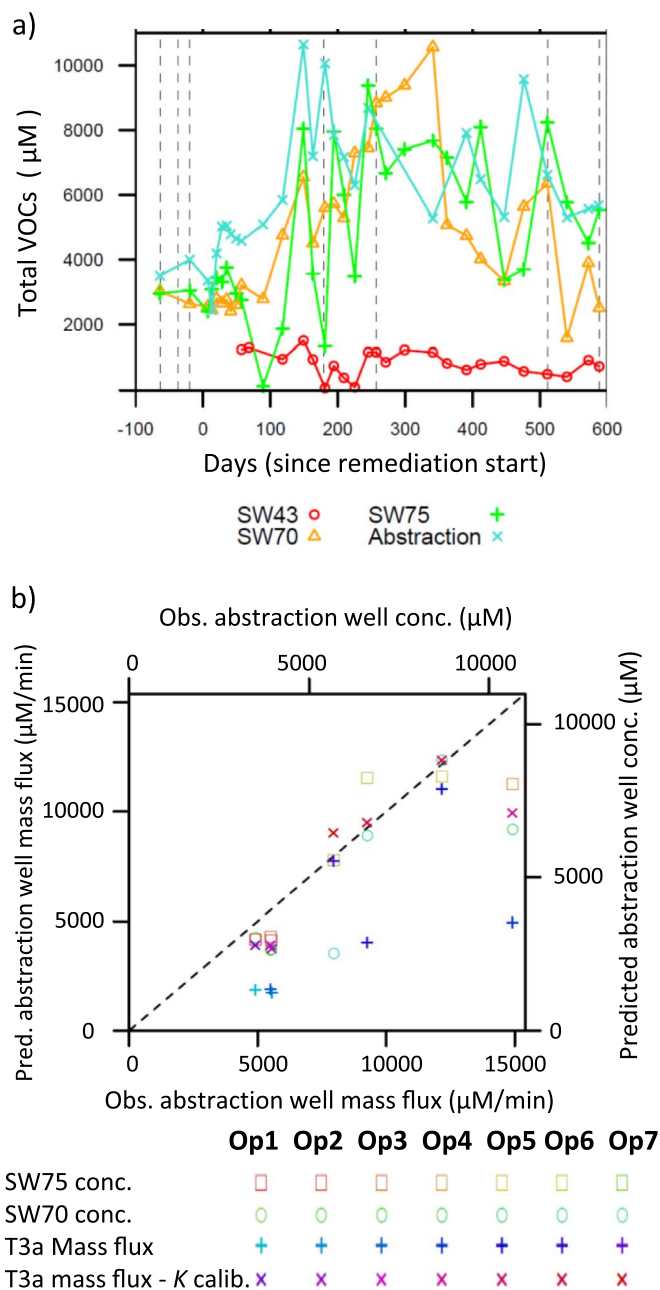 a)
Total VOCs ( µM )
10000
8000
6000
4000
2000
-100 0 100 200 300 400 500 600
Days (since remediation start)
SW43 SW75
SW70 Abstraction
b)
Obs. abstraction well conc. (µM)
0 5000 10000
Pred. abstraction well mass flux (µM/min)
15000
10000
5000
0
Predicted abstraction well conc. (µM)
10000
5000
0
0 5000 10000 15000
Obs. abstraction well mass flux (µM/min)
Op1 Op2 Op3 Op4 Op5 Op6 Op7
SW75 conc.
SW70 conc.
T3a Mass flux
T3a mass flux - K calib.